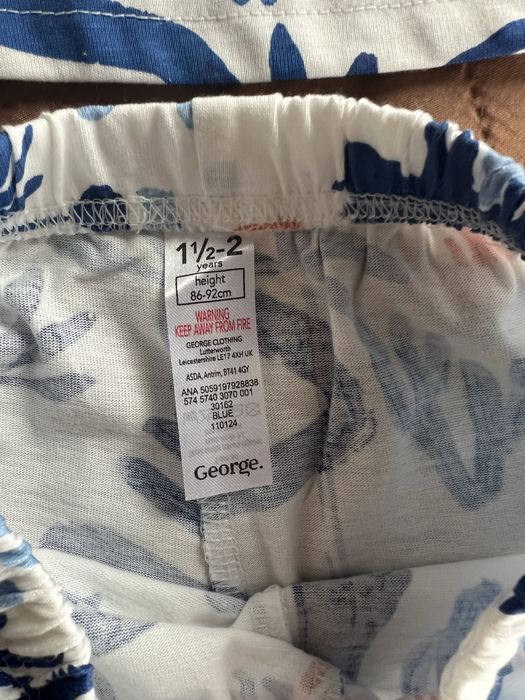 1½-2
years
height
86-92cm
WARNING
KEEP AWAY FROM FIRE
GEORGE CLOTHING
Lutterworth
Leicestershire LE17 4XH UK
ASDA, Antrim, BT41 4GY
ANA 5059197928838
574 5740 3070 001
30162
BLUE
110124
George.